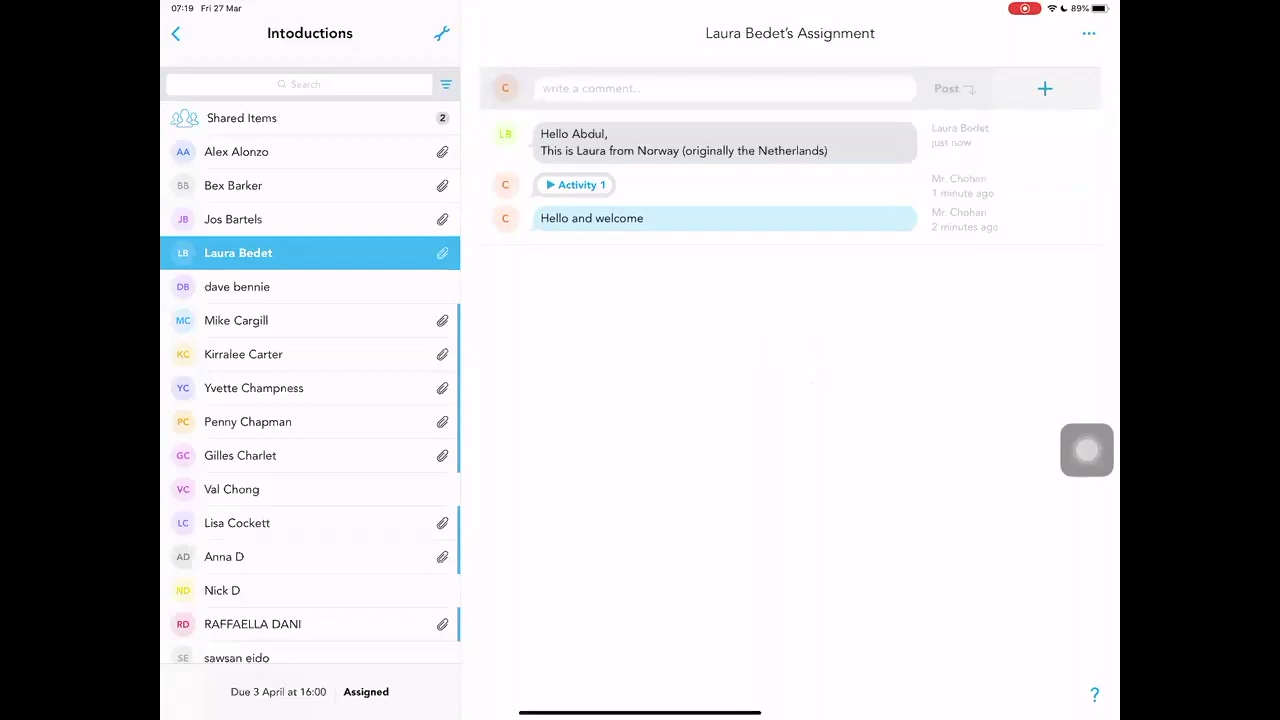 07:19 Fri 27 Mar
89%
Intoductions
Laura Bedet's Assignment
Search
C
write a comment..
Post
Shared Items
2
LB
Hello Abdul,
This is Laura from Norway (originally the Netherlands)
Laura Bedet
just now
AA Alex Alonzo
C
Activity 1
Mr. Chohan
1 minute ago
BB Bex Barker
JB Jos Bartels
C
Hello and welcome
Mr. Chohan
2 minutes ago
LB Laura Bedet
DB dave bennie
MC Mike Cargill
KC Kirralee Carter
YC Yvette Champness
PC Penny Chapman
GC Gilles Charlet
VC Val Chong
LC Lisa Cockett
AD Anna D
ND Nick D
RD RAFFAELLA DANI
SE sawsan eido
Due 3 April at 16:00
Assigned
?